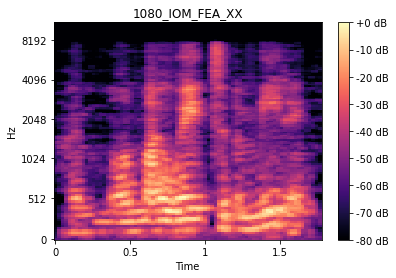 1080_IOM_FEA_XX
8192
4096
2048
1024
512
0
Hz
0
0.5
1
1.5
Time
+0 dB
-10 dB
-20 dB
-30 dB
-40 dB
-50 dB
-60 dB
-70 dB
-80 dB